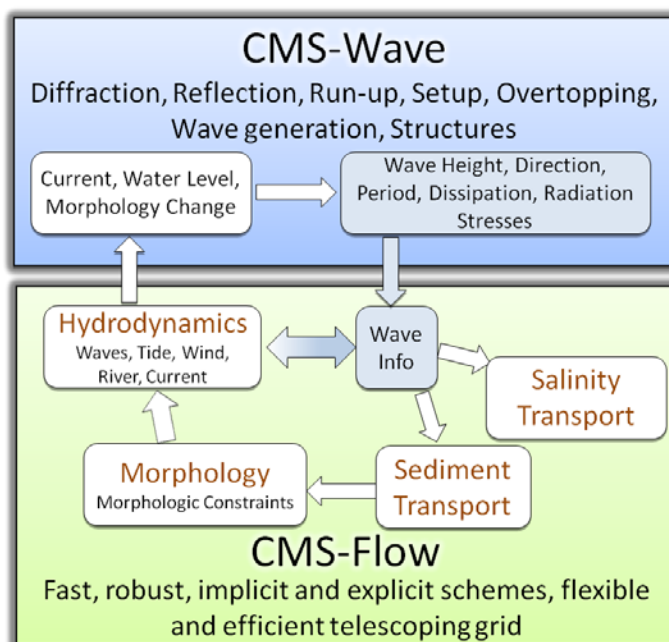 CMS-Wave
Diffraction, Reflection, Run-up, Setup, Overtopping,
Wave generation, Structures
Current, Water Level,
Morphology Change
Wave Height, Direction,
Period, Dissipation, Radiation
Stresses
Hydrodynamics
Waves, Tide, Wind,
River, Current
Wave
Info
Salinity
Transport
Morphology
Morphologic Constraints
Sediment
Transport
CMS-Flow
Fast, robust, implicit and explicit schemes, flexible
and efficient telescoping grid